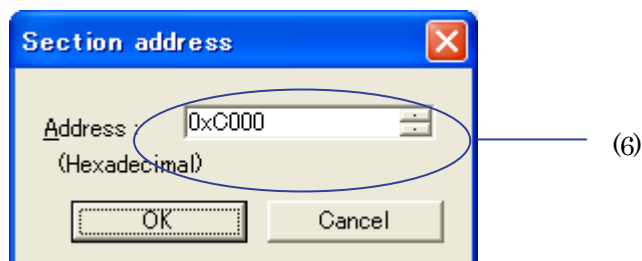 Section address
Address : 0xC000
(Hexadecimal)
(6)
OK Cancel